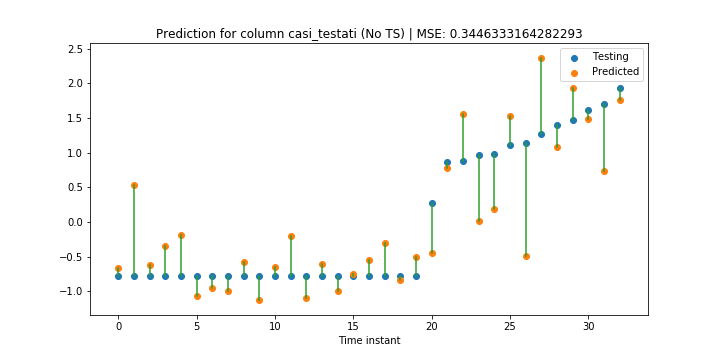 Prediction for column casi_testati (No TS) | MSE: 0.3446333164282293
2.5
2.0
1.5
1.0
0.5
0.0
−0.5
−1.0
Testing
Predicted
0 5 10 15 20 25 30
Time instant